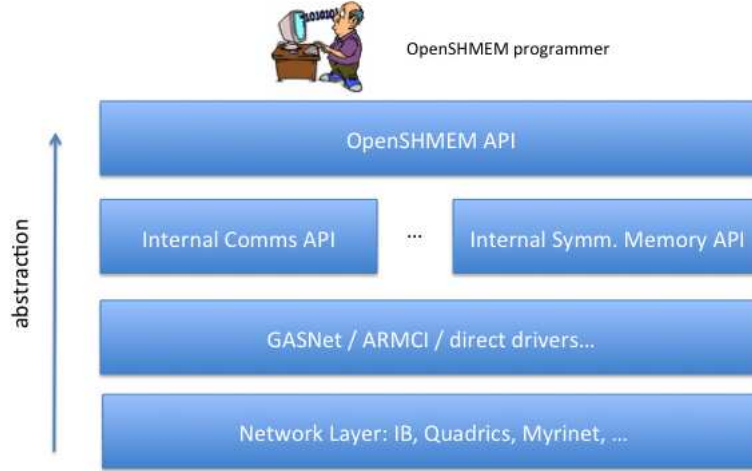 101010
OpenSHMEM programmer
OpenSHMEM API
Internal Comms API
...
Internal Symm. Memory API
GASNet / ARMCI / direct drivers...
Network Layer: IB, Quadrics, Myrinet, ...
abstraction